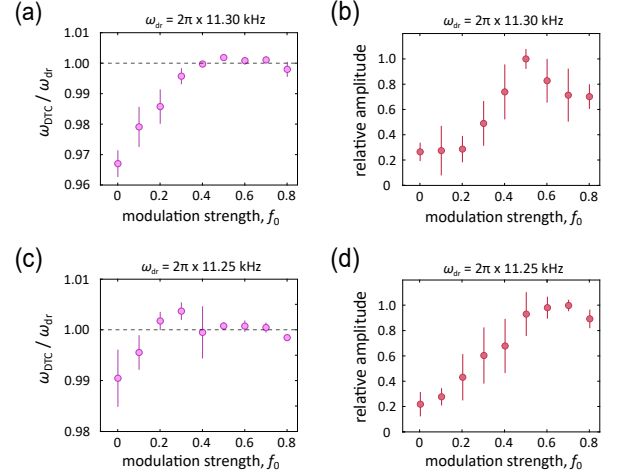 (a)
ω_dr = 2π x 11.30 kHz
1.01
1.00
0.99
0.98
0.97
0.96
ω_DTC / ω_dr
0 0.2 0.4 0.6 0.8
modulation strength, f_0
(b)
ω_dr = 2π x 11.30 kHz
1.0
0.8
0.6
0.4
0.2
0
relative amplitude
0 0.2 0.4 0.6 0.8
modulation strength, f_0
(c)
ω_dr = 2π x 11.25 kHz
1.01
1.00
0.99
0.98
ω_DTC / ω_dr
0 0.2 0.4 0.6 0.8
modulation strength, f_0
(d)
ω_dr = 2π x 11.25 kHz
1.0
0.8
0.6
0.4
0.2
0
relative amplitude
0 0.2 0.4 0.6 0.8
modulation strength, f_0